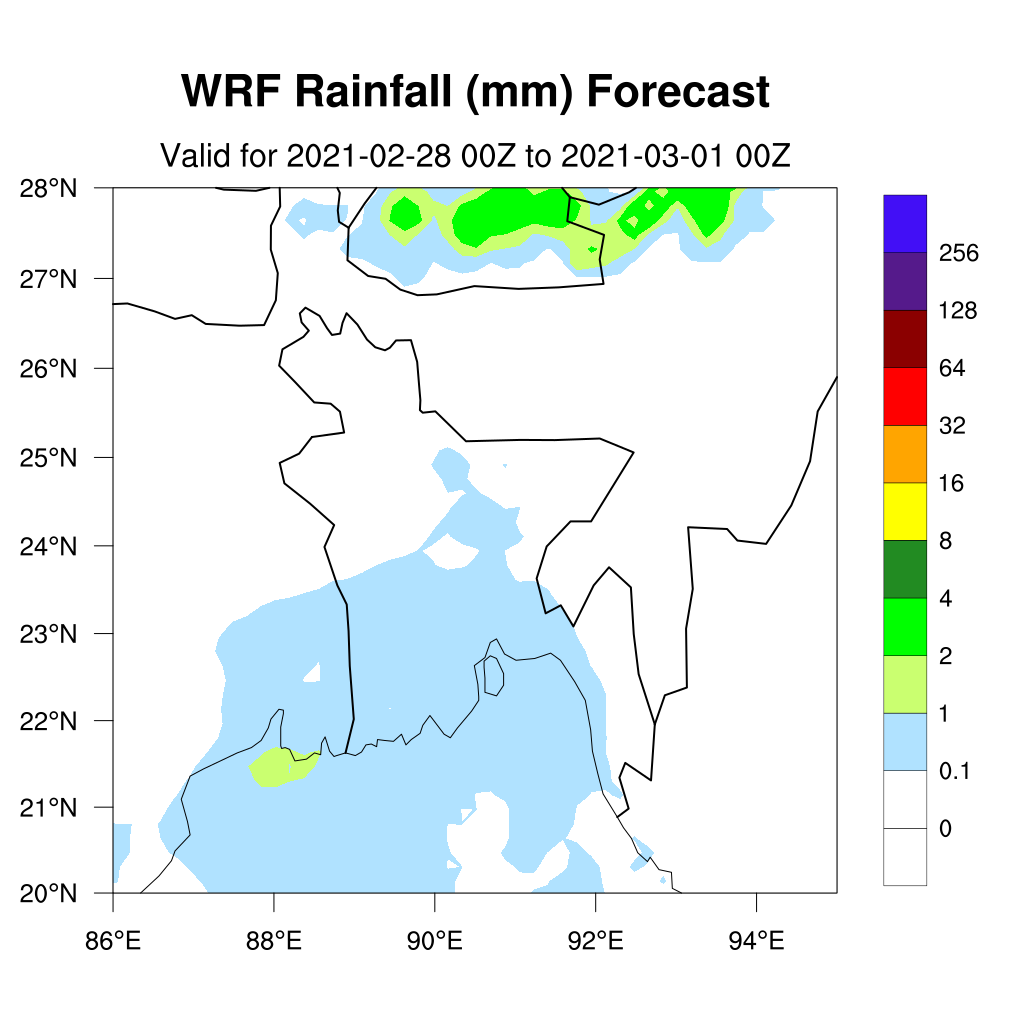 WRF Rainfall (mm) Forecast
Valid for 2021-02-28 00Z to 2021-03-01 00Z
28°N
27°N
26°N
25°N
24°N
23°N
22°N
21°N
20°N
86°E 88°E 90°E 92°E 94°E
256
128
64
32
16
8
4
2
1
0.1
0